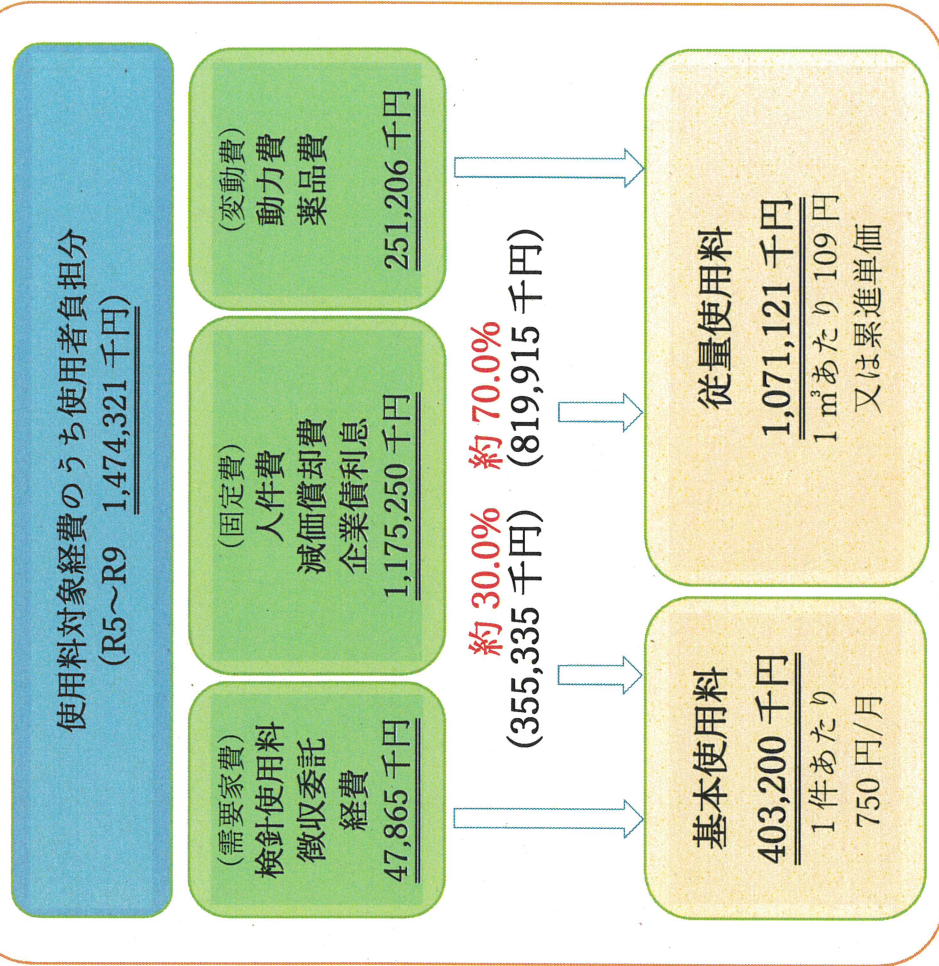 使用料対象経費のうち使用者負担分
(R5～R9 1,474,321 千円)
(需要家費)
検針使用料
徴収委託
経費
47,865 千円
(固定費)
人件費
減価償却費
企業債利息
1,175,250 千円
(変動費)
動力費
薬品費
251,206 千円
約 30.0%
(355,335 千円)
約 70.0%
(819,915 千円)
基本使用料
403,200 千円
1 件あたり
750 円/月
従量使用料
1,071,121 千円
1 ㎥あたり 109 円
又は累進単価